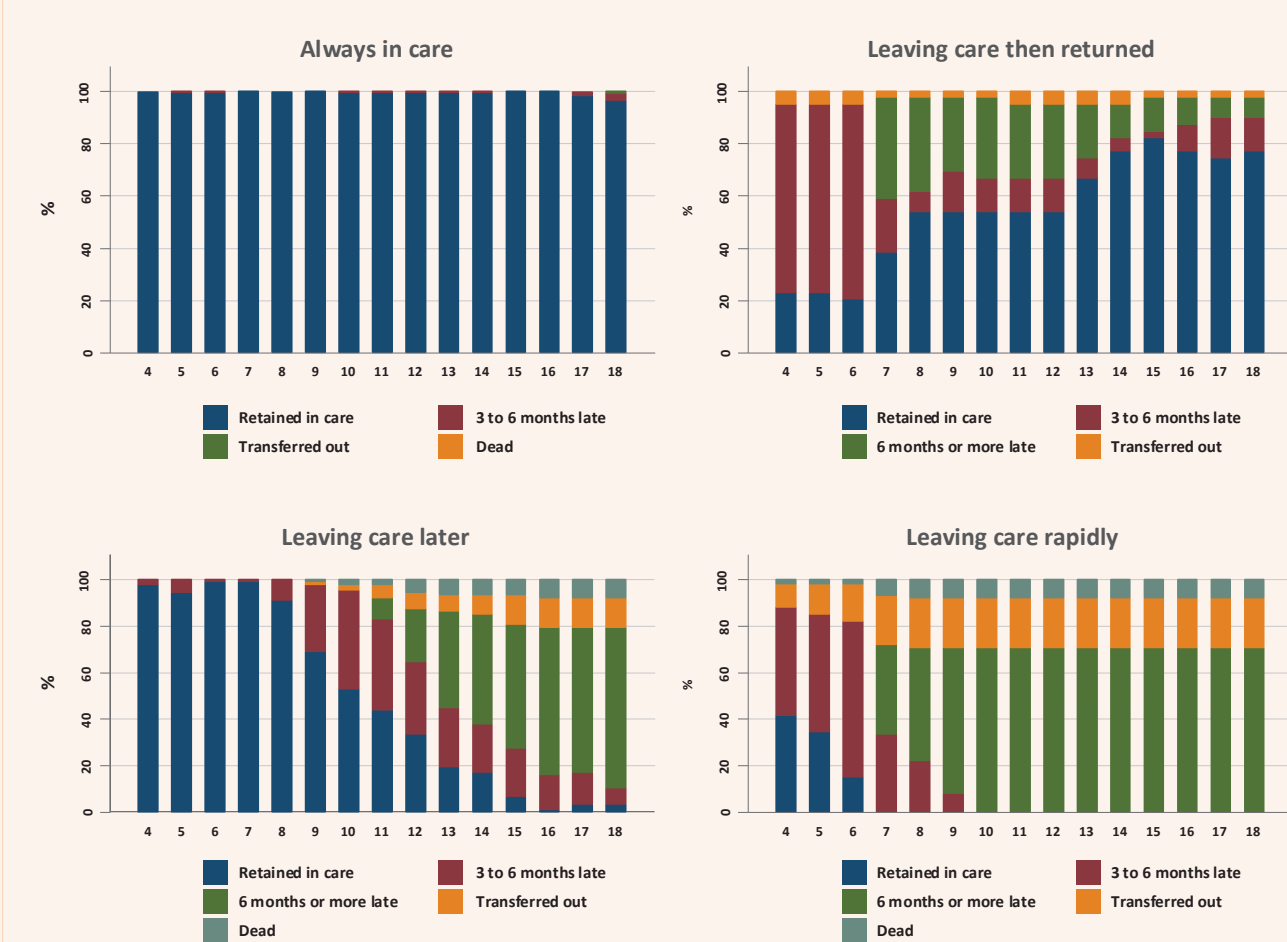 Always in care
%
100
80
60
40
20
0
4 5 6 7 8 9 10 11 12 13 14 15 16 17 18
Retained in care 3 to 6 months late
Transferred out Dead
Leaving care then returned
%
100
80
60
40
20
0
4 5 6 7 8 9 10 11 12 13 14 15 16 17 18
Retained in care 3 to 6 months late
6 months or more late Transferred out
Leaving care later
%
100
80
60
40
20
0
4 5 6 7 8 9 10 11 12 13 14 15 16 17 18
Retained in care 3 to 6 months late
6 months or more late Transferred out
Dead
Leaving care rapidly
%
100
80
60
40
20
0
4 5 6 7 8 9 10 11 12 13 14 15 16 17 18
Retained in care 3 to 6 months late
6 months or more late Transferred out
Dead